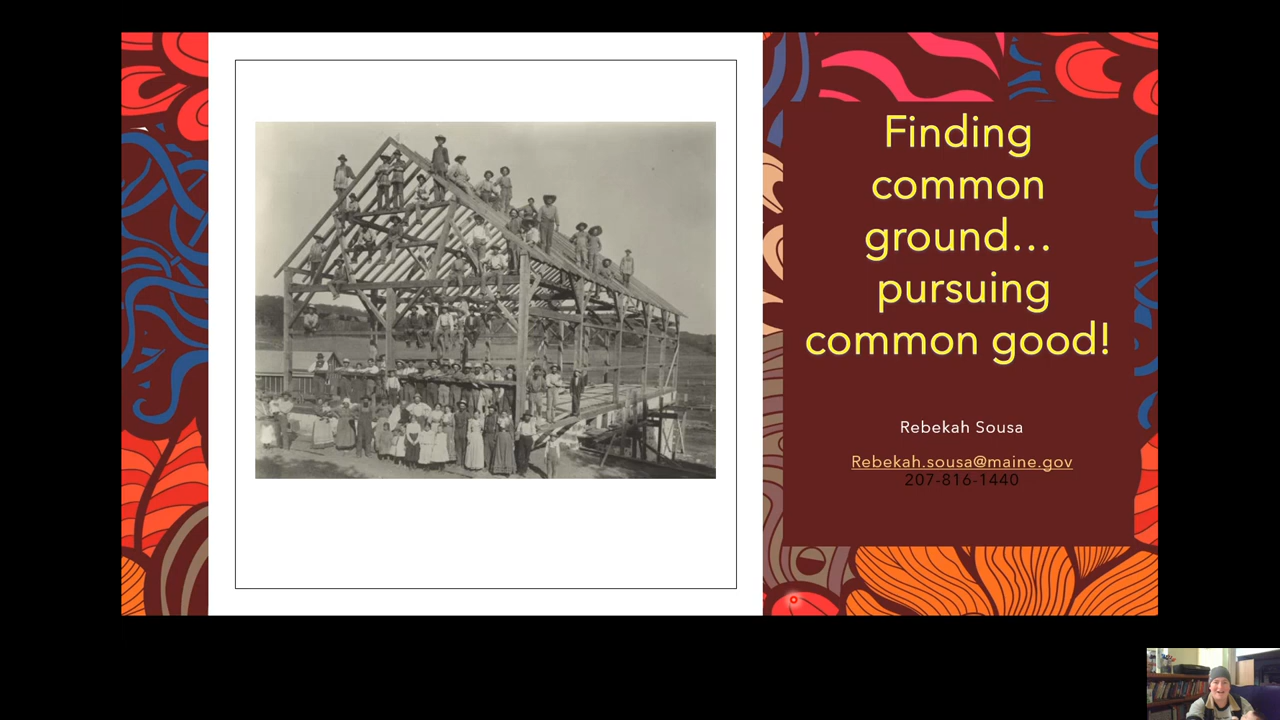 Finding
common
ground...
pursuing
common good!
Rebekah Sousa
Rebekah.sousa@maine.gov
207-816-1440